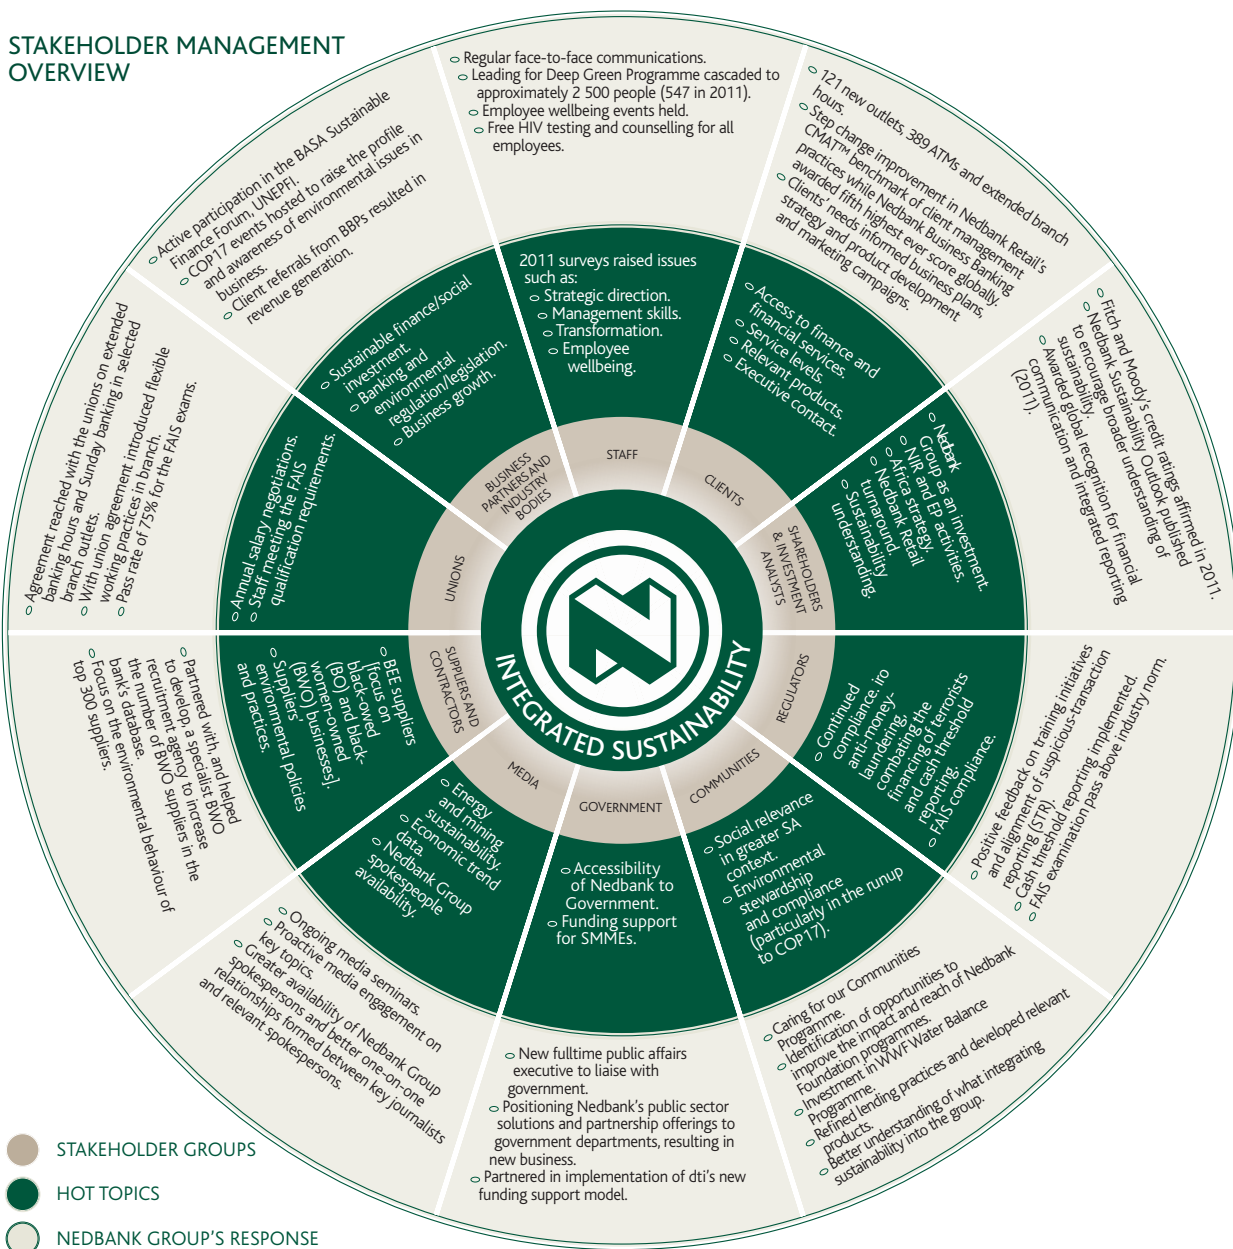 STAKEHOLDER MANAGEMENT
OVERVIEW
Regular face-to-face communications.
Leading for Deep Green Programme cascaded to
approximately 2 500 people (547 in 2011).
Employee wellbeing events held.
Free HIV testing and counselling for all
employees.
2011 surveys raised issues
such as:
Strategic direction.
Management skills.
Transformation.
Employee
wellbeing.
STAFF
121 new outlets, 389 ATMs and extended branch
hours.
Step change improvement in Nedbank Retail's
CMAT™ benchmark of client management
practices while Nedbank Business Banking
awarded fifth highest ever score globally.
Clients' needs informed business plans,
strategy and product development
and marketing campaigns.
Access to finance and
financial services.
Service levels.
Relevant products.
Executive contact.
CLIENTS
Fitch and Moody's credit ratings affirmed in 2011.
Nedbank Sustainability Outlook published
to encourage broader understanding of
sustainability.
Awarded global recognition for financial
communication and integrated reporting
(2011).
Nedbank
Group as an investment.
NIR and EP activities.
Africa strategy.
Nedbank Retail
turnaround.
Sustainability
understanding.
SHAREHOLDERS
& INVESTMENT
ANALYSTS
Positive feedback on training initiatives
and alignment of suspicious-transaction
reporting (STR).
Cash threshold reporting implemented.
FAIS examination pass above industry norm.
Continued
compliance. iro
anti-money-
laundering,
combating the
financing of terrorists
and cash threshold
reporting.
FAIS compliance.
REGULATORS
Caring for our Communities
Programme.
Identification of opportunities to
improve the impact and reach of Nedbank
Foundation programmes.
Investment in WWF Water Balance
Programme.
Refined lending practices and developed relevant
products.
Better understanding of what integrating
sustainability into the group.
Social relevance
in greater SA
context.
Environmental
stewardship
and compliance
(particularly in the runup
to COP17).
COMMUNITIES
New fulltime public affairs
executive to liaise with
government.
Positioning Nedbank's public sector
solutions and partnership offerings to
government departments, resulting in
new business.
Partnered in implementation of dti's new
funding support model.
Accessibility
of Nedbank to
Government.
Funding support
for SMMEs.
GOVERNMENT
Ongoing media seminars.
Proactive media engagement on
key topics.
Greater availability of Nedbank Group
spokespersons and better one-on-one
relationships formed between key journalists
and relevant spokespersons.
Energy
and mining
sustainability.
Economic trend
data.
Nedbank Group
spokespeople
availability.
MEDIA
Partnered with, and helped
to develop, a specialist BWO
recruitment agency to increase
the number of BWO suppliers in the
bank's database.
Focus on the environmental behaviour of
top 300 suppliers.
BEE suppliers
[focus on
black-owned
(BO) and black-
women-owned
(BWO) businesses].
Suppliers'
environmental policies
and practices.
SUPPLIERS AND
CONTRACTORS
Agreement reached with the unions on extended
banking hours and Sunday banking in selected
branch outlets.
With union agreement introduced flexible
working practices in branch.
Pass rate of 75% for the FAIS exams.
Annual salary negotiations.
Staff meeting the FAIS
qualification requirements.
UNIONS
Active participation in the BASA Sustainable
Finance Forum, UNEPFI.
COP17 events hosted to raise the profile
and awareness of environmental issues in
business.
Client referrals from BBPs resulted in
revenue generation.
Sustainable finance/social
investment.
Banking and
environmental
regulation/legislation.
Business growth.
BUSINESS
PARTNERS AND
INDUSTRY
BODIES
INTEGRATED SUSTAINABILITY
STAKEHOLDER GROUPS
HOT TOPICS
NEDBANK GROUP'S RESPONSE